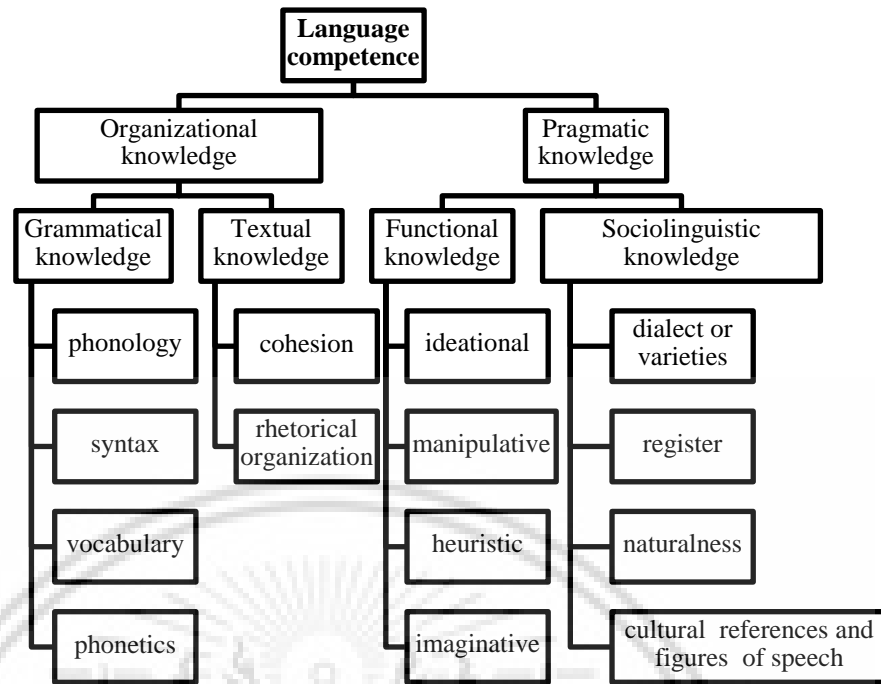 Language
competence
Organizational
knowledge
Pragmatic
knowledge
Grammatical
knowledge
Textual
knowledge
Functional
knowledge
Sociolinguistic
knowledge
phonology
cohesion
ideational
dialect or
varieties
syntax
rhetorical
organization
manipulative
register
vocabulary
heuristic
naturalness
phonetics
imaginative
cultural references and
figures of speech